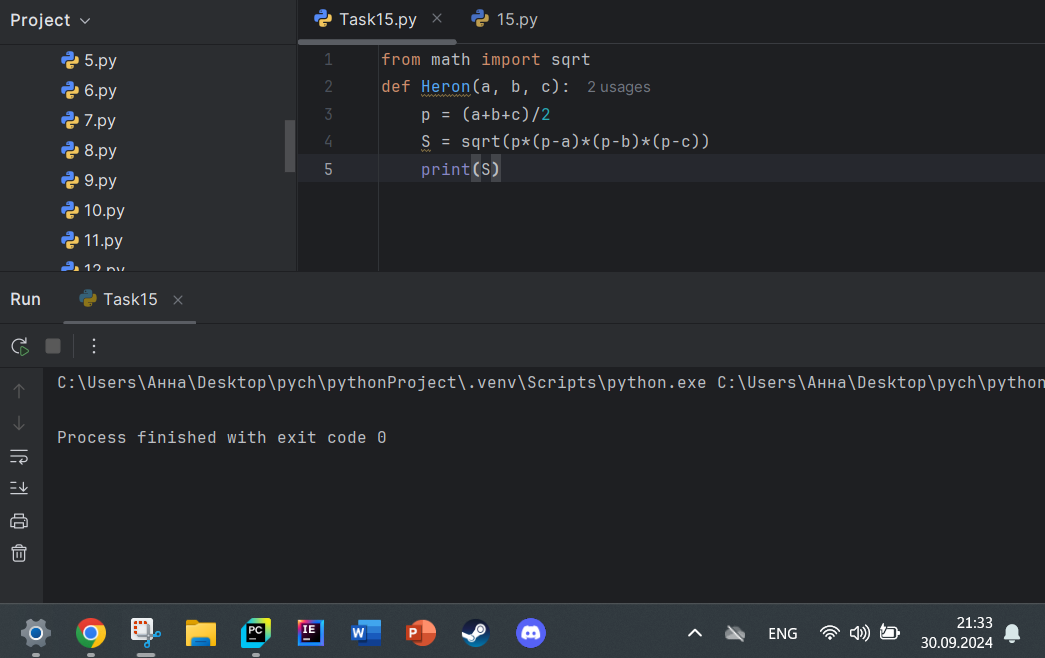 Project
Task15.py
15.py
5.py
6.py
7.py
8.py
9.py
10.py
11.py
12.py
1 from math import sqrt
2 def Heron(a, b, c): 2 usages
3 p = (a+b+c)/2
4 S = sqrt(p*(p-a)*(p-b)*(p-c))
5 print(S)
Run Task15
C:\Users\Анна\Desktop\pych\pythonProject\.venv\Scripts\python.exe C:\Users\Анна\Desktop\pych\python
Process finished with exit code 0
PC
IE
W
P
ENG
21:33
30.09.2024